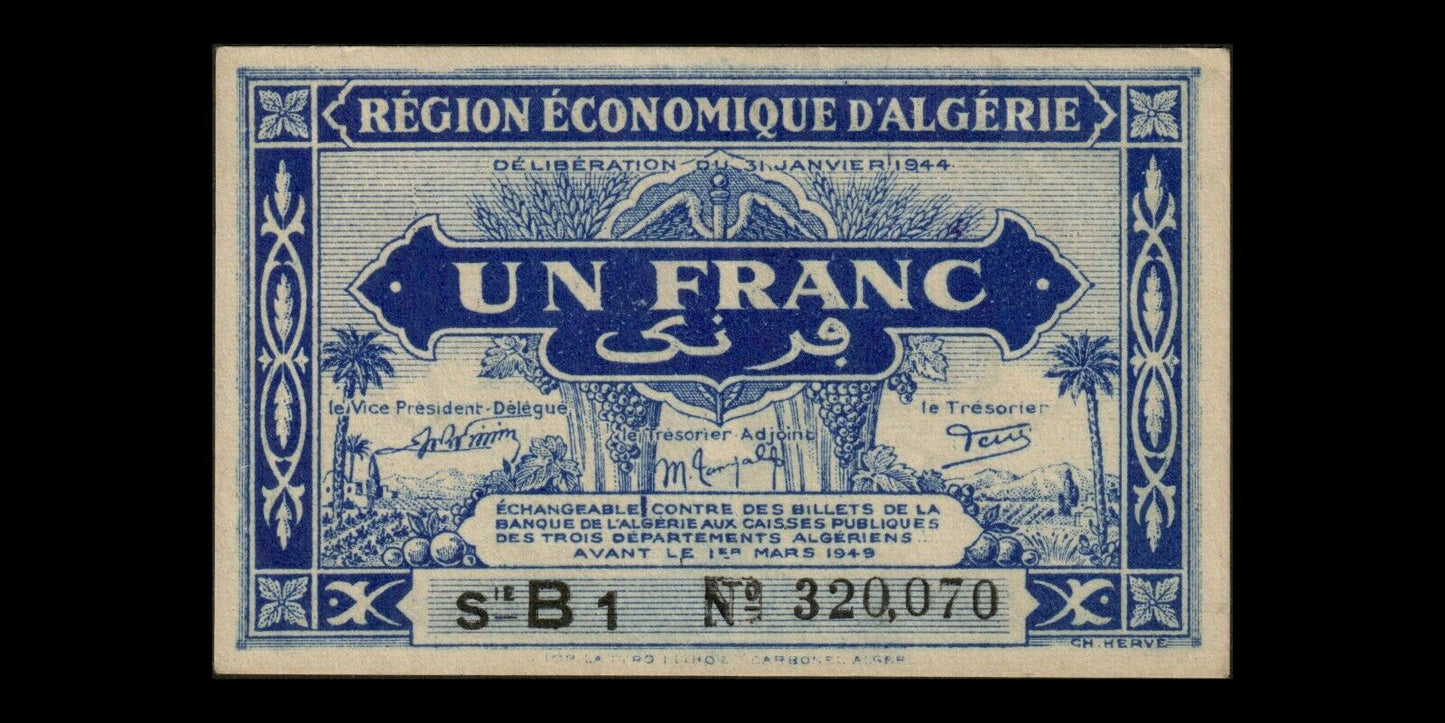 RÉGION ÉCONOMIQUE D'ALGÉRIE
DÉLIBÉRATION DU 31 JANVIER 1944
UN FRANC
فرنك
le Vice Président-Délégué
le Trésorier Adjoint
le Trésorier
ÉCHANGEABLE CONTRE DES BILLETS DE LA
BANQUE DE L'ALGÉRIE AUX CAISSES PUBLIQUES
DES TROIS DÉPARTEMENTS ALGÉRIENS
AVANT LE 1ER MARS 1949
SIE B1 No 320,070
CH. HERVÉ
ALGER